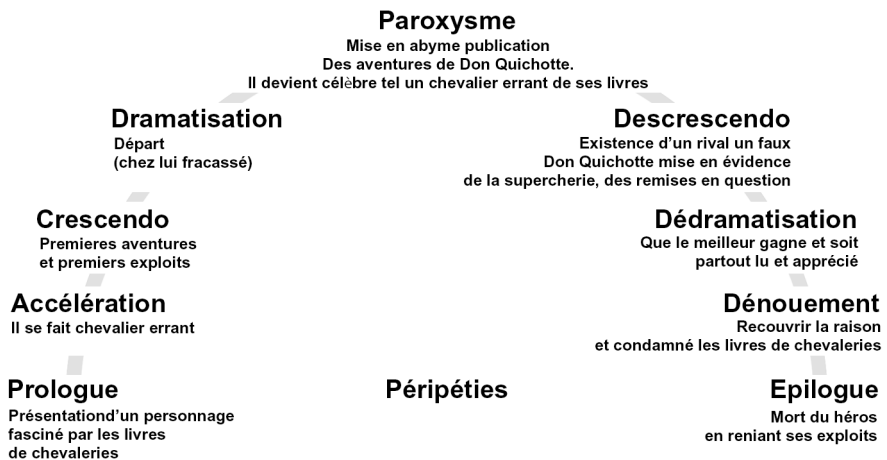 Paroxysme
Mise en abyme publication
Des aventures de Don Quichotte.
Il devient célèbre tel un chevalier errant de ses livres
Dramatisation
Départ
(chez lui fracassé)
Descrescendo
Existence d'un rival un faux
Don Quichotte mise en évidence
de la supercherie, des remises en question
Crescendo
Premieres aventures
et premiers exploits
Dédramatisation
Que le meilleur gagne et soit
partout lu et apprécié
Accélération
Il se fait chevalier errant
Dénouement
Recouvrir la raison
et condamné les livres de chevaleries
Prologue
Présentationd'un personnage
fasciné par les livres
de chevaleries
Péripéties
Epilogue
Mort du héros
en reniant ses exploits